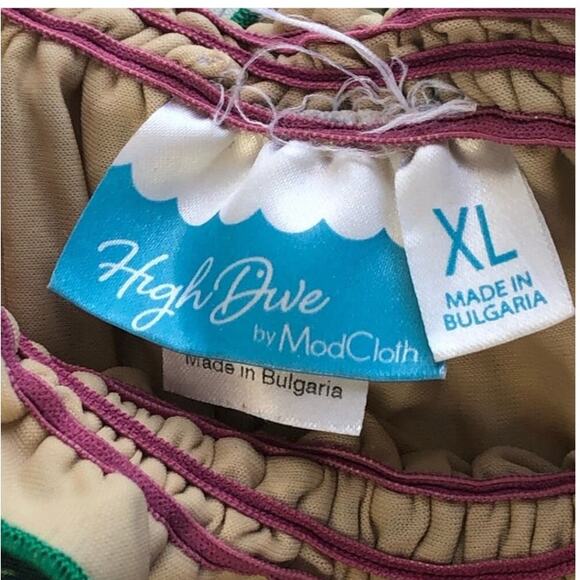 High Dive
by ModCloth
XL
MADE IN
BULGARIA
Made in Bulgaria